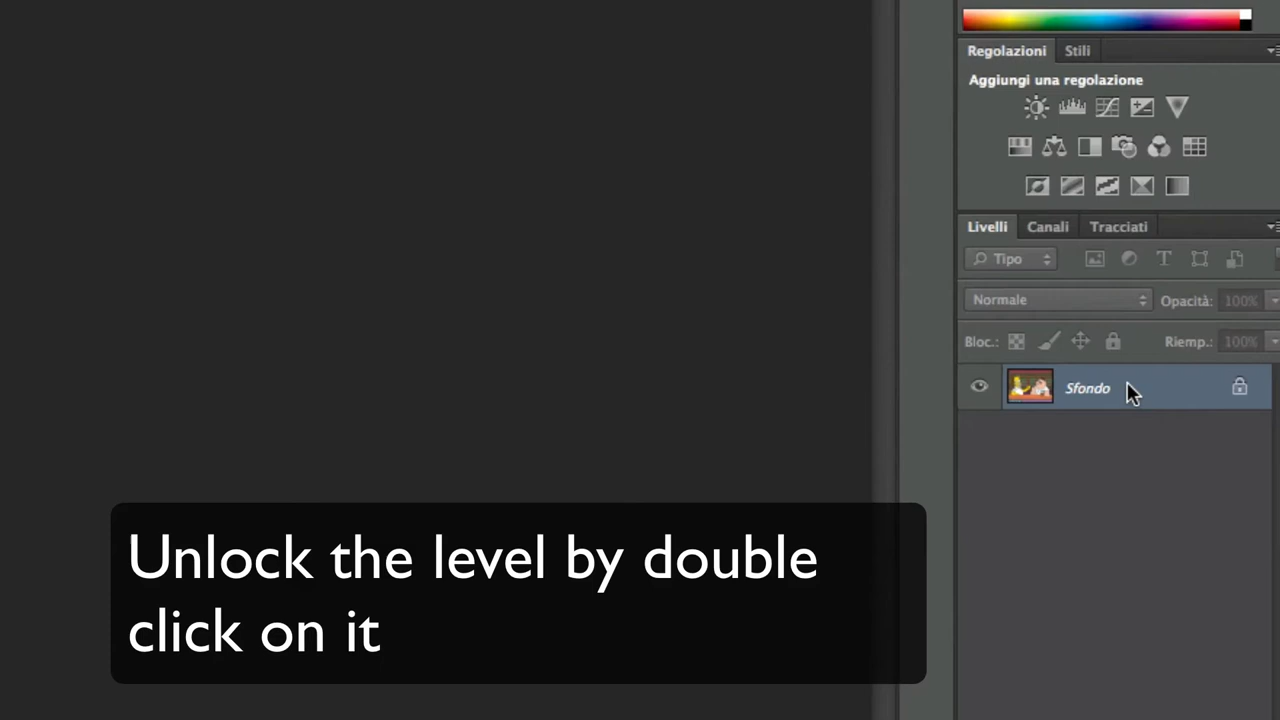 Regolazioni Stili
Aggiungi una regolazione
Livelli Canali Tracciati
Tipo
Normale Opacità: 100%
Bloc.: Riemp.: 100%
Sfondo
Unlock the level by double
click on it